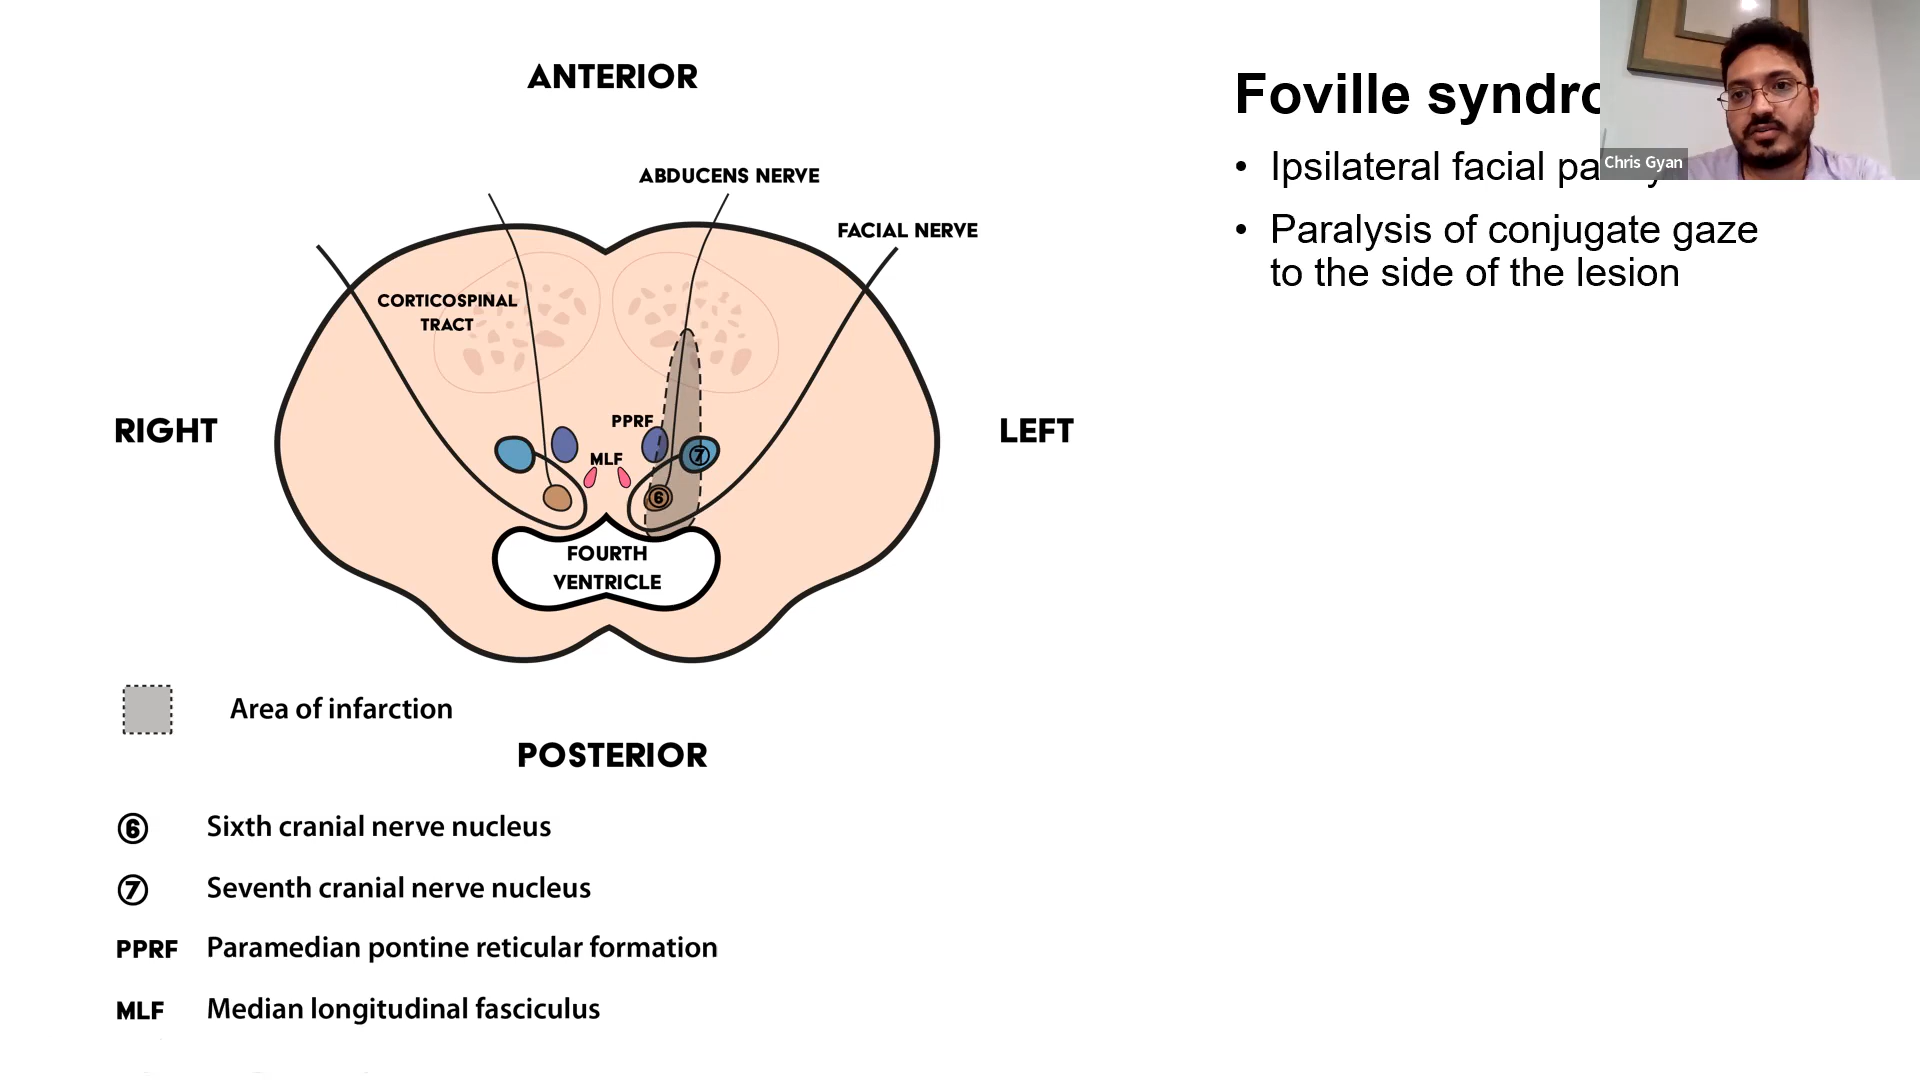 ANTERIOR
ABDUCENS NERVE
FACIAL NERVE
CORTICOSPINAL
TRACT
RIGHT
PPRF
LEFT
MLF
7
6
FOURTH
VENTRICLE
Area of infarction
POSTERIOR
6 Sixth cranial nerve nucleus
7 Seventh cranial nerve nucleus
PPRF Paramedian pontine reticular formation
MLF Median longitudinal fasciculus
Foville
Ipsilateral facial
• Paralysis of conjugate gaze
to the side of the lesion
Chris Gyan